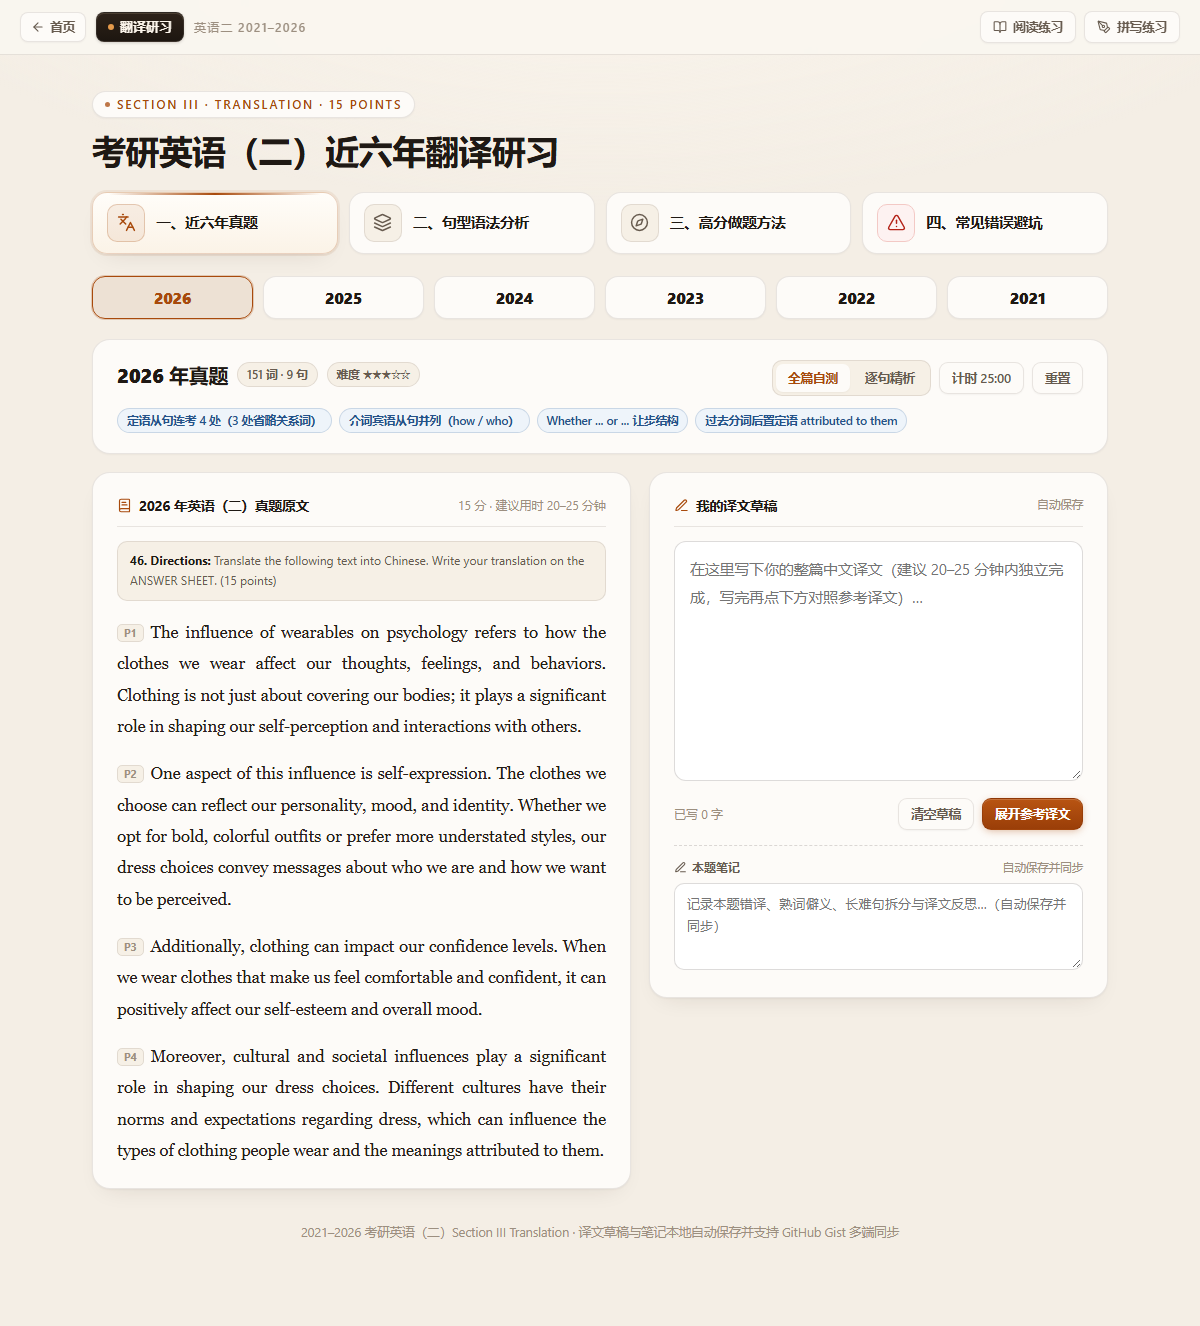 首页
翻译研习
英语二 2021–2026
阅读练习
拼写练习
SECTION III · TRANSLATION · 15 POINTS
考研英语（二）近六年翻译研习
一、近六年真题
二、句型语法分析
三、高分做题方法
四、常见错误避坑
2026
2025
2024
2023
2022
2021
2026 年真题
151 词 · 9 句
难度 ★★★☆☆
全篇自测
逐句精析
计时 25:00
重置
定语从句连考 4 处（3 处省略关系词）
介词宾语从句并列（how / who）
Whether ... or ... 让步结构
过去分词后置定语 attributed to them
2026 年英语（二）真题原文
15 分 · 建议用时 20–25 分钟
46. Directions: Translate the following text into Chinese. Write your translation on the
ANSWER SHEET. (15 points)
P1 The influence of wearables on psychology refers to how the
clothes we wear affect our thoughts, feelings, and behaviors.
Clothing is not just about covering our bodies; it plays a significant
role in shaping our self-perception and interactions with others.
P2 One aspect of this influence is self-expression. The clothes we
choose can reflect our personality, mood, and identity. Whether we
opt for bold, colorful outfits or prefer more understated styles, our
dress choices convey messages about who we are and how we want
to be perceived.
P3 Additionally, clothing can impact our confidence levels. When
we wear clothes that make us feel comfortable and confident, it can
positively affect our self-esteem and overall mood.
P4 Moreover, cultural and societal influences play a significant
role in shaping our dress choices. Different cultures have their
norms and expectations regarding dress, which can influence the
types of clothing people wear and the meanings attributed to them.
我的译文草稿
自动保存
在这里写下你的整篇中文译文（建议 20–25 分钟内独立完
成，写完再点下方对照参考译文）...
已写 0 字
清空草稿
展开参考译文
本题笔记
自动保存并同步
记录本题错译、熟词僻义、长难句拆分与译文反思...（自动保存并
同步）
2021–2026 考研英语（二）Section III Translation · 译文草稿与笔记本地自动保存并支持 GitHub Gist 多端同步